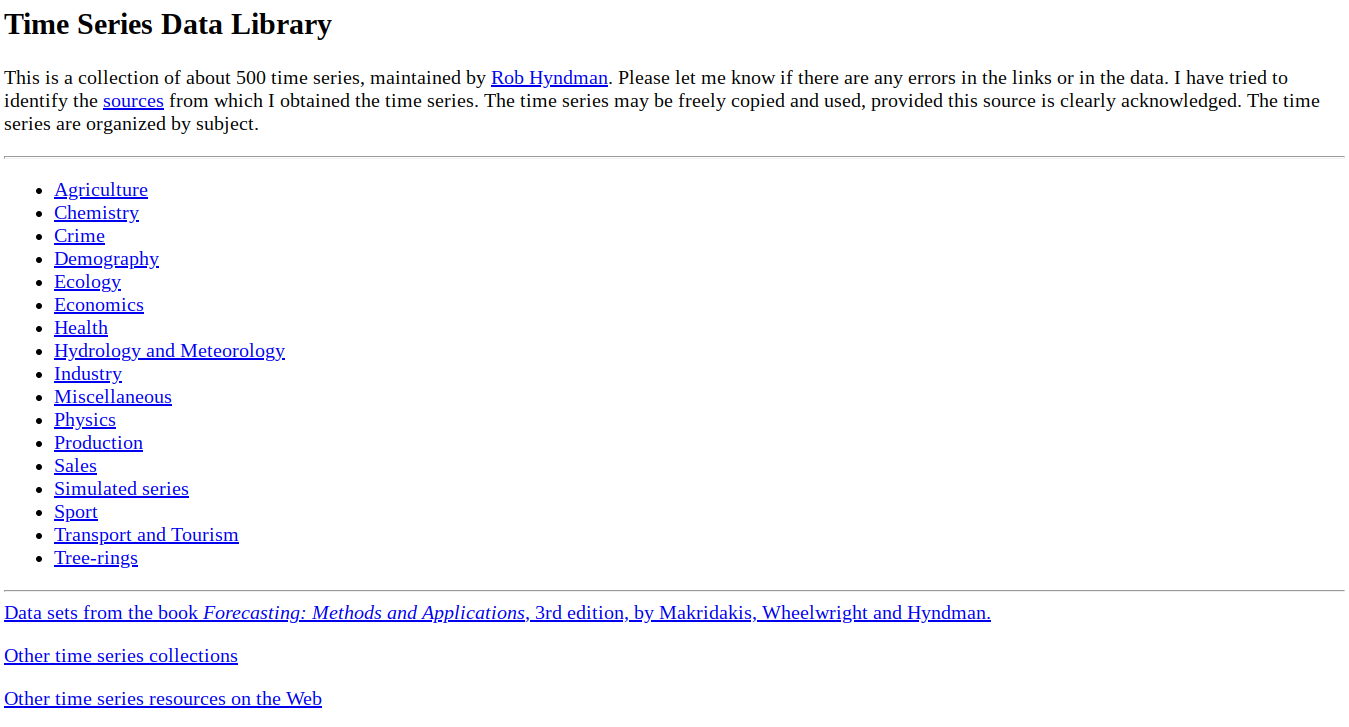 Time Series Data Library
This is a collection of about 500 time series, maintained by Rob Hyndman. Please let me know if there are any errors in the links or in the data. I have tried to
identify the sources from which I obtained the time series. The time series may be freely copied and used, provided this source is clearly acknowledged. The time
series are organized by subject.
• Agriculture
• Chemistry
• Crime
• Demography
• Ecology
• Economics
• Health
• Hydrology and Meteorology
• Industry
• Miscellaneous
• Physics
• Production
• Sales
• Simulated series
• Sport
• Transport and Tourism
• Tree-rings
Data sets from the book Forecasting: Methods and Applications, 3rd edition, by Makridakis, Wheelwright and Hyndman.
Other time series collections
Other time series resources on the Web